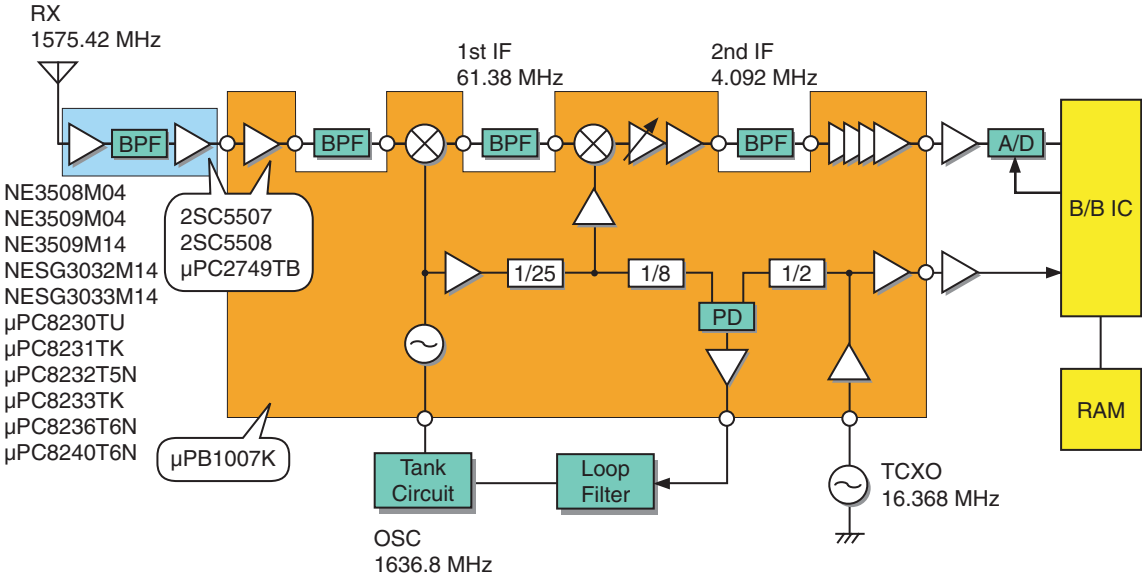 RX
1575.42 MHz
1st IF
61.38 MHz
2nd IF
4.092 MHz
BPF
BPF
BPF
BPF
A/D
B/B IC
NE3508M04
NE3509M04
NE3509M14
NESG3032M14
NESG3033M14
µPC8230TU
µPC8231TK
µPC8232T5N
µPC8233TK
µPC8236T6N
µPC8240T6N
2SC5507
2SC5508
µPC2749TB
1/25
1/8
1/2
PD
RAM
µPB1007K
Tank
Circuit
Loop
Filter
TCXO
16.368 MHz
OSC
1636.8 MHz